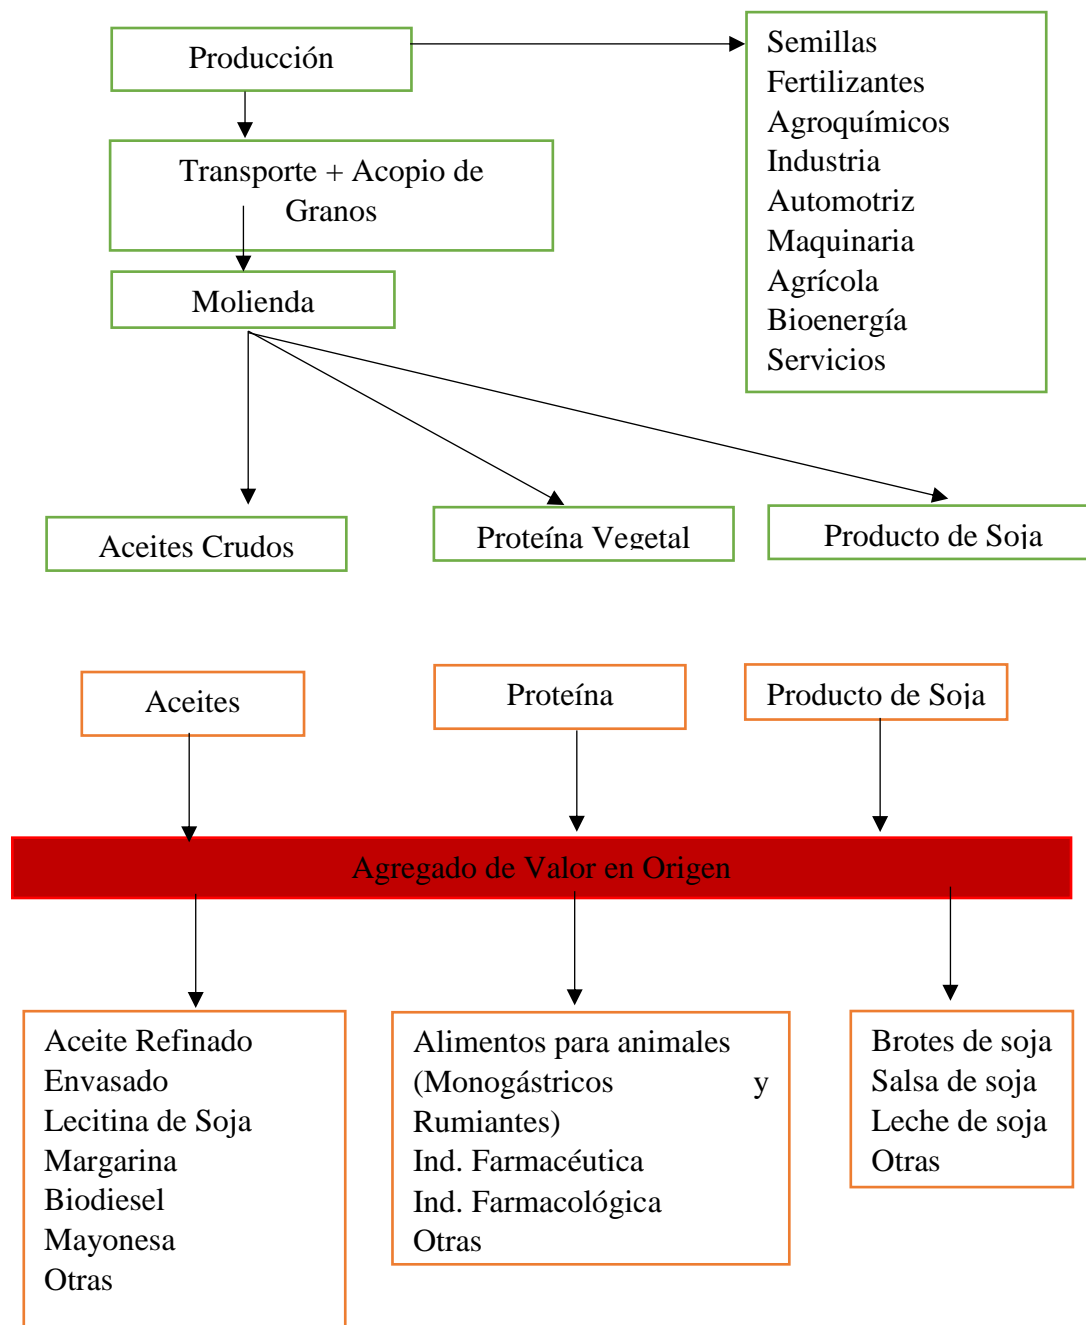 Producción
Semillas
Fertilizantes
Agroquímicos
Industria
Automotriz
Maquinaria
Agrícola
Bioenergía
Servicios
Transporte + Acopio de
Granos
Molienda
Aceites Crudos
Proteína Vegetal
Producto de Soja
Aceites
Proteína
Producto de Soja
Agregado de Valor en Origen
Aceite Refinado
Envasado
Lecitina de Soja
Margarina
Biodiesel
Mayonesa
Otras
Alimentos para animales
(Monogástricos y
Rumiantes)
Ind. Farmacéutica
Ind. Farmacológica
Otras
Brotes de soja
Salsa de soja
Leche de soja
Otras